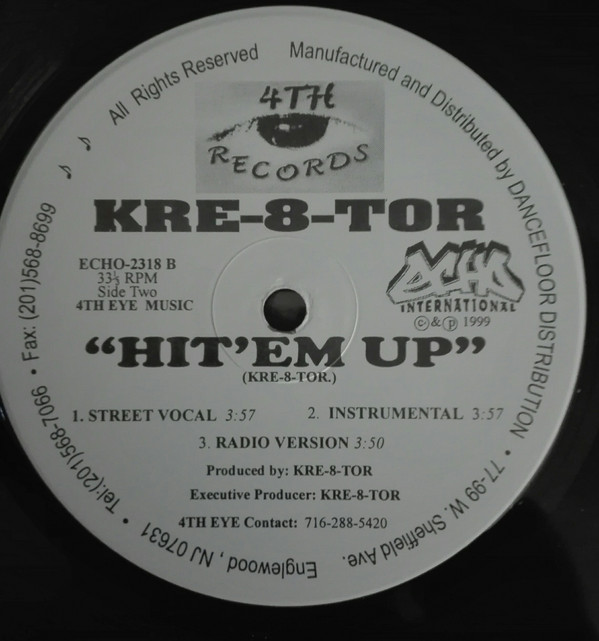 ♪ ♪ All Rights Reserved Manufactured and Distributed by DANCEFLOOR DISTRIBUTION • 77-99 W. Sheffield Ave. Englewood, NJ 07631 • Tel:(201)568-7066 • Fax: (201)568-8699
4TH
RECORDS
KRE-8-TOR
ECHO-2318 B
33⅓ RPM
Side Two
4TH EYE MUSIC
ECHO
INTERNATIONAL
©&℗ 1999
"HIT'EM UP"
(KRE-8-TOR.)
1. STREET VOCAL 3:57 2. INSTRUMENTAL 3:57
3. RADIO VERSION 3:50
Produced by: KRE-8-TOR
Executive Producer: KRE-8-TOR
4TH EYE Contact: 716-288-5420